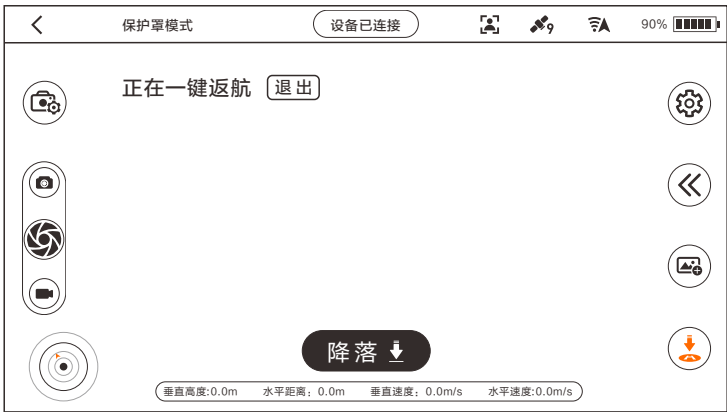 保护罩模式 设备已连接 9 A 90%
正在一键返航 退出
降落
垂直高度:0.0m 水平距离：0.0m 垂直速度：0.0m/s 水平速度:0.0m/s